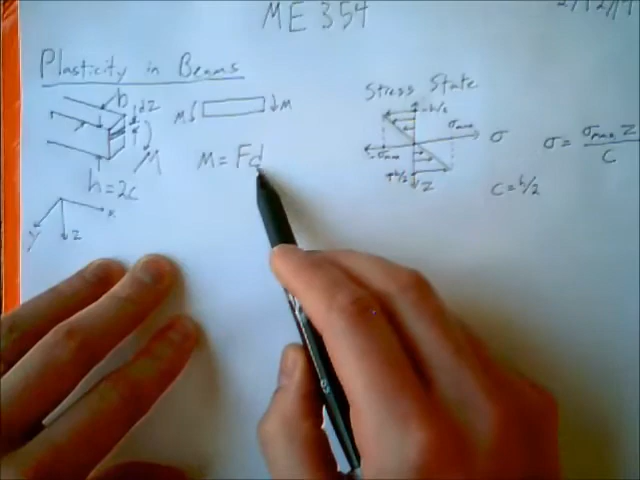 ME 354
Plasticity in Beams
b
dz
M
M
M
h = 2c
x
y
z
M = Fd
Stress State
-h/2
σmax
σ
-σmax
+h/2
z
c = h/2
σ = σmax z / c